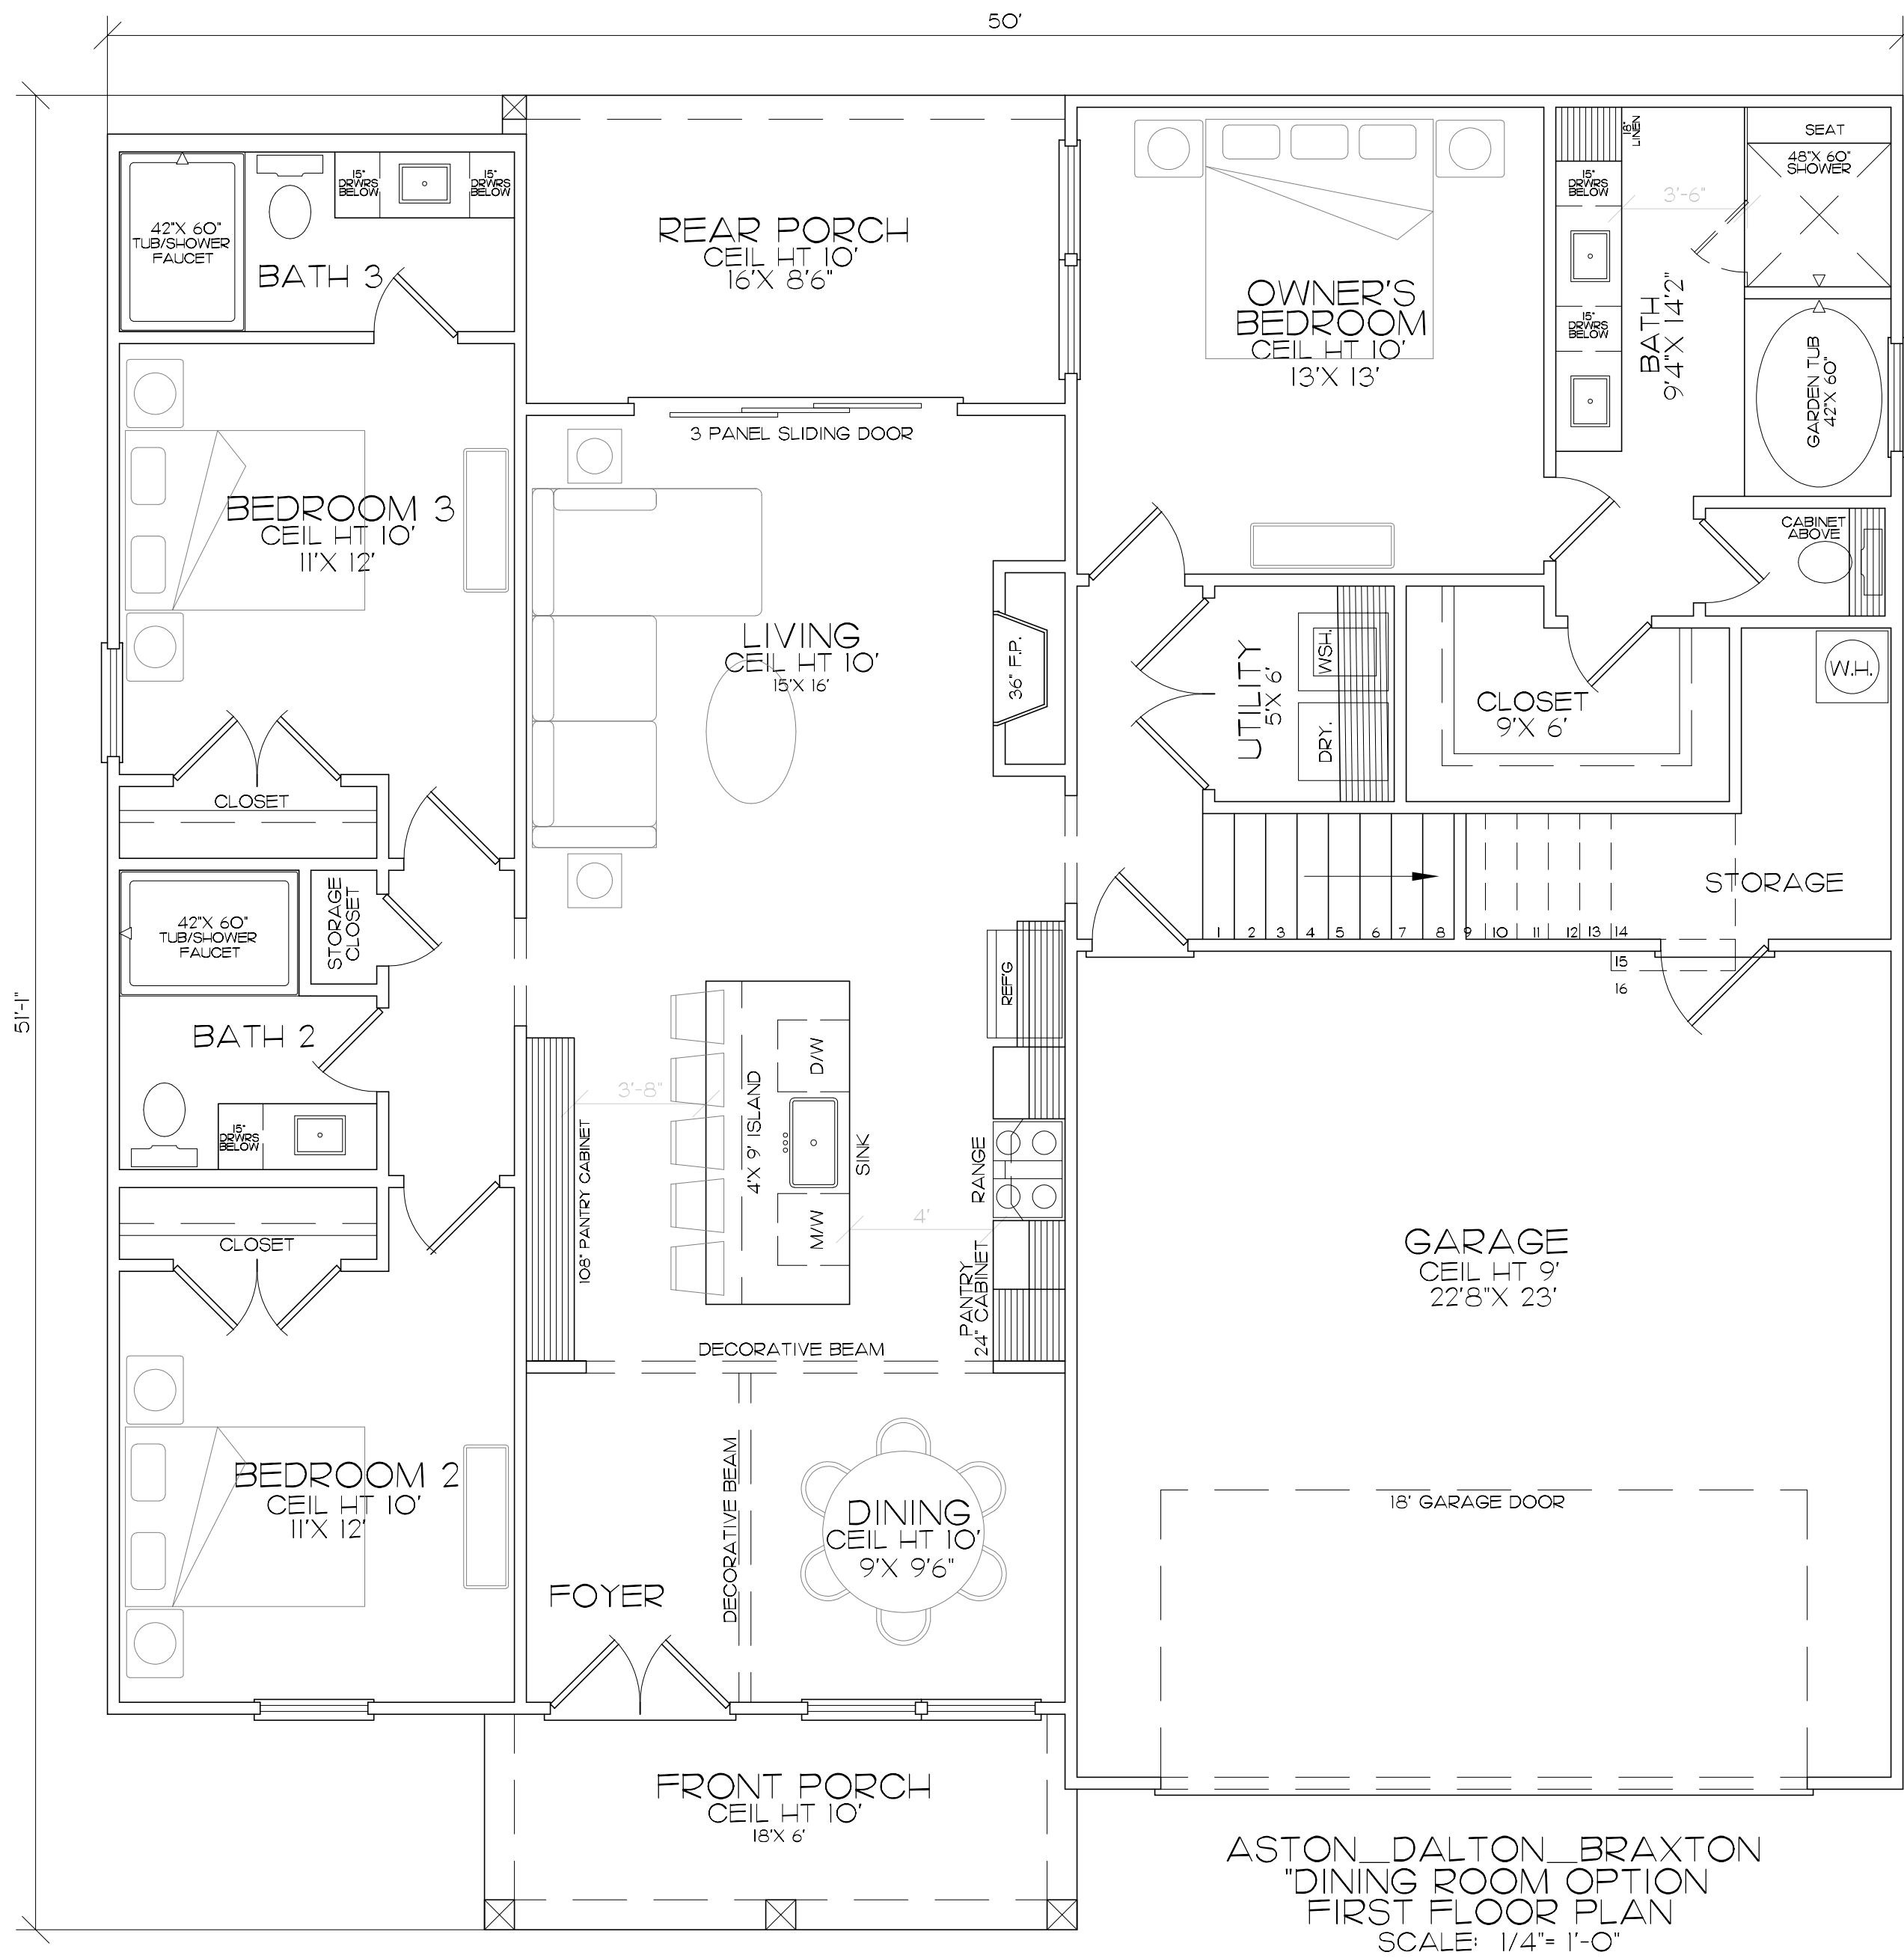 50'
51'-1"
42"X 60"
TUB/SHOWER
FAUCET
BATH 3
15"
DRWRS
BELOW
15"
DRWRS
BELOW
REAR PORCH
CEIL HT 10'
16'X 8'6"
3 PANEL SLIDING DOOR
OWNER'S
BEDROOM
CEIL HT 10'
13'X 13'
18"
LINEN
15"
DRWRS
BELOW
15"
DRWRS
BELOW
3'-6"
BATH
9'4"X 14'2"
SEAT
48"X 60"
SHOWER
GARDEN TUB
42"X 60"
CABINET
ABOVE
BEDROOM 3
CEIL HT 10'
11'X 12'
CLOSET
LIVING
CEIL HT 10'
15'X 16'
36" F.P.
UTILITY
5'X 6'
WSH.
DRY.
CLOSET
9'X 6'
W.H.
STORAGE
1 2 3 4 5 6 7 8 9 10 11 12 13 14
15
16
42"X 60"
TUB/SHOWER
FAUCET
STORAGE
CLOSET
BATH 2
15"
DRWRS
BELOW
CLOSET
3'-8"
108" PANTRY CABINET
4'X 9' ISLAND
D/W
SINK
M/W
4'
REF'G
RANGE
PANTRY
24" CABINET
DECORATIVE BEAM
DECORATIVE BEAM
GARAGE
CEIL HT 9'
22'8"X 23'
18' GARAGE DOOR
BEDROOM 2
CEIL HT 10'
11'X 12'
FOYER
DINING
CEIL HT 10'
9'X 9'6"
FRONT PORCH
CEIL HT 10'
18'X 6'
ASTON_DALTON_BRAXTON
"DINING ROOM OPTION
FIRST FLOOR PLAN
SCALE: 1/4"= 1'-0"